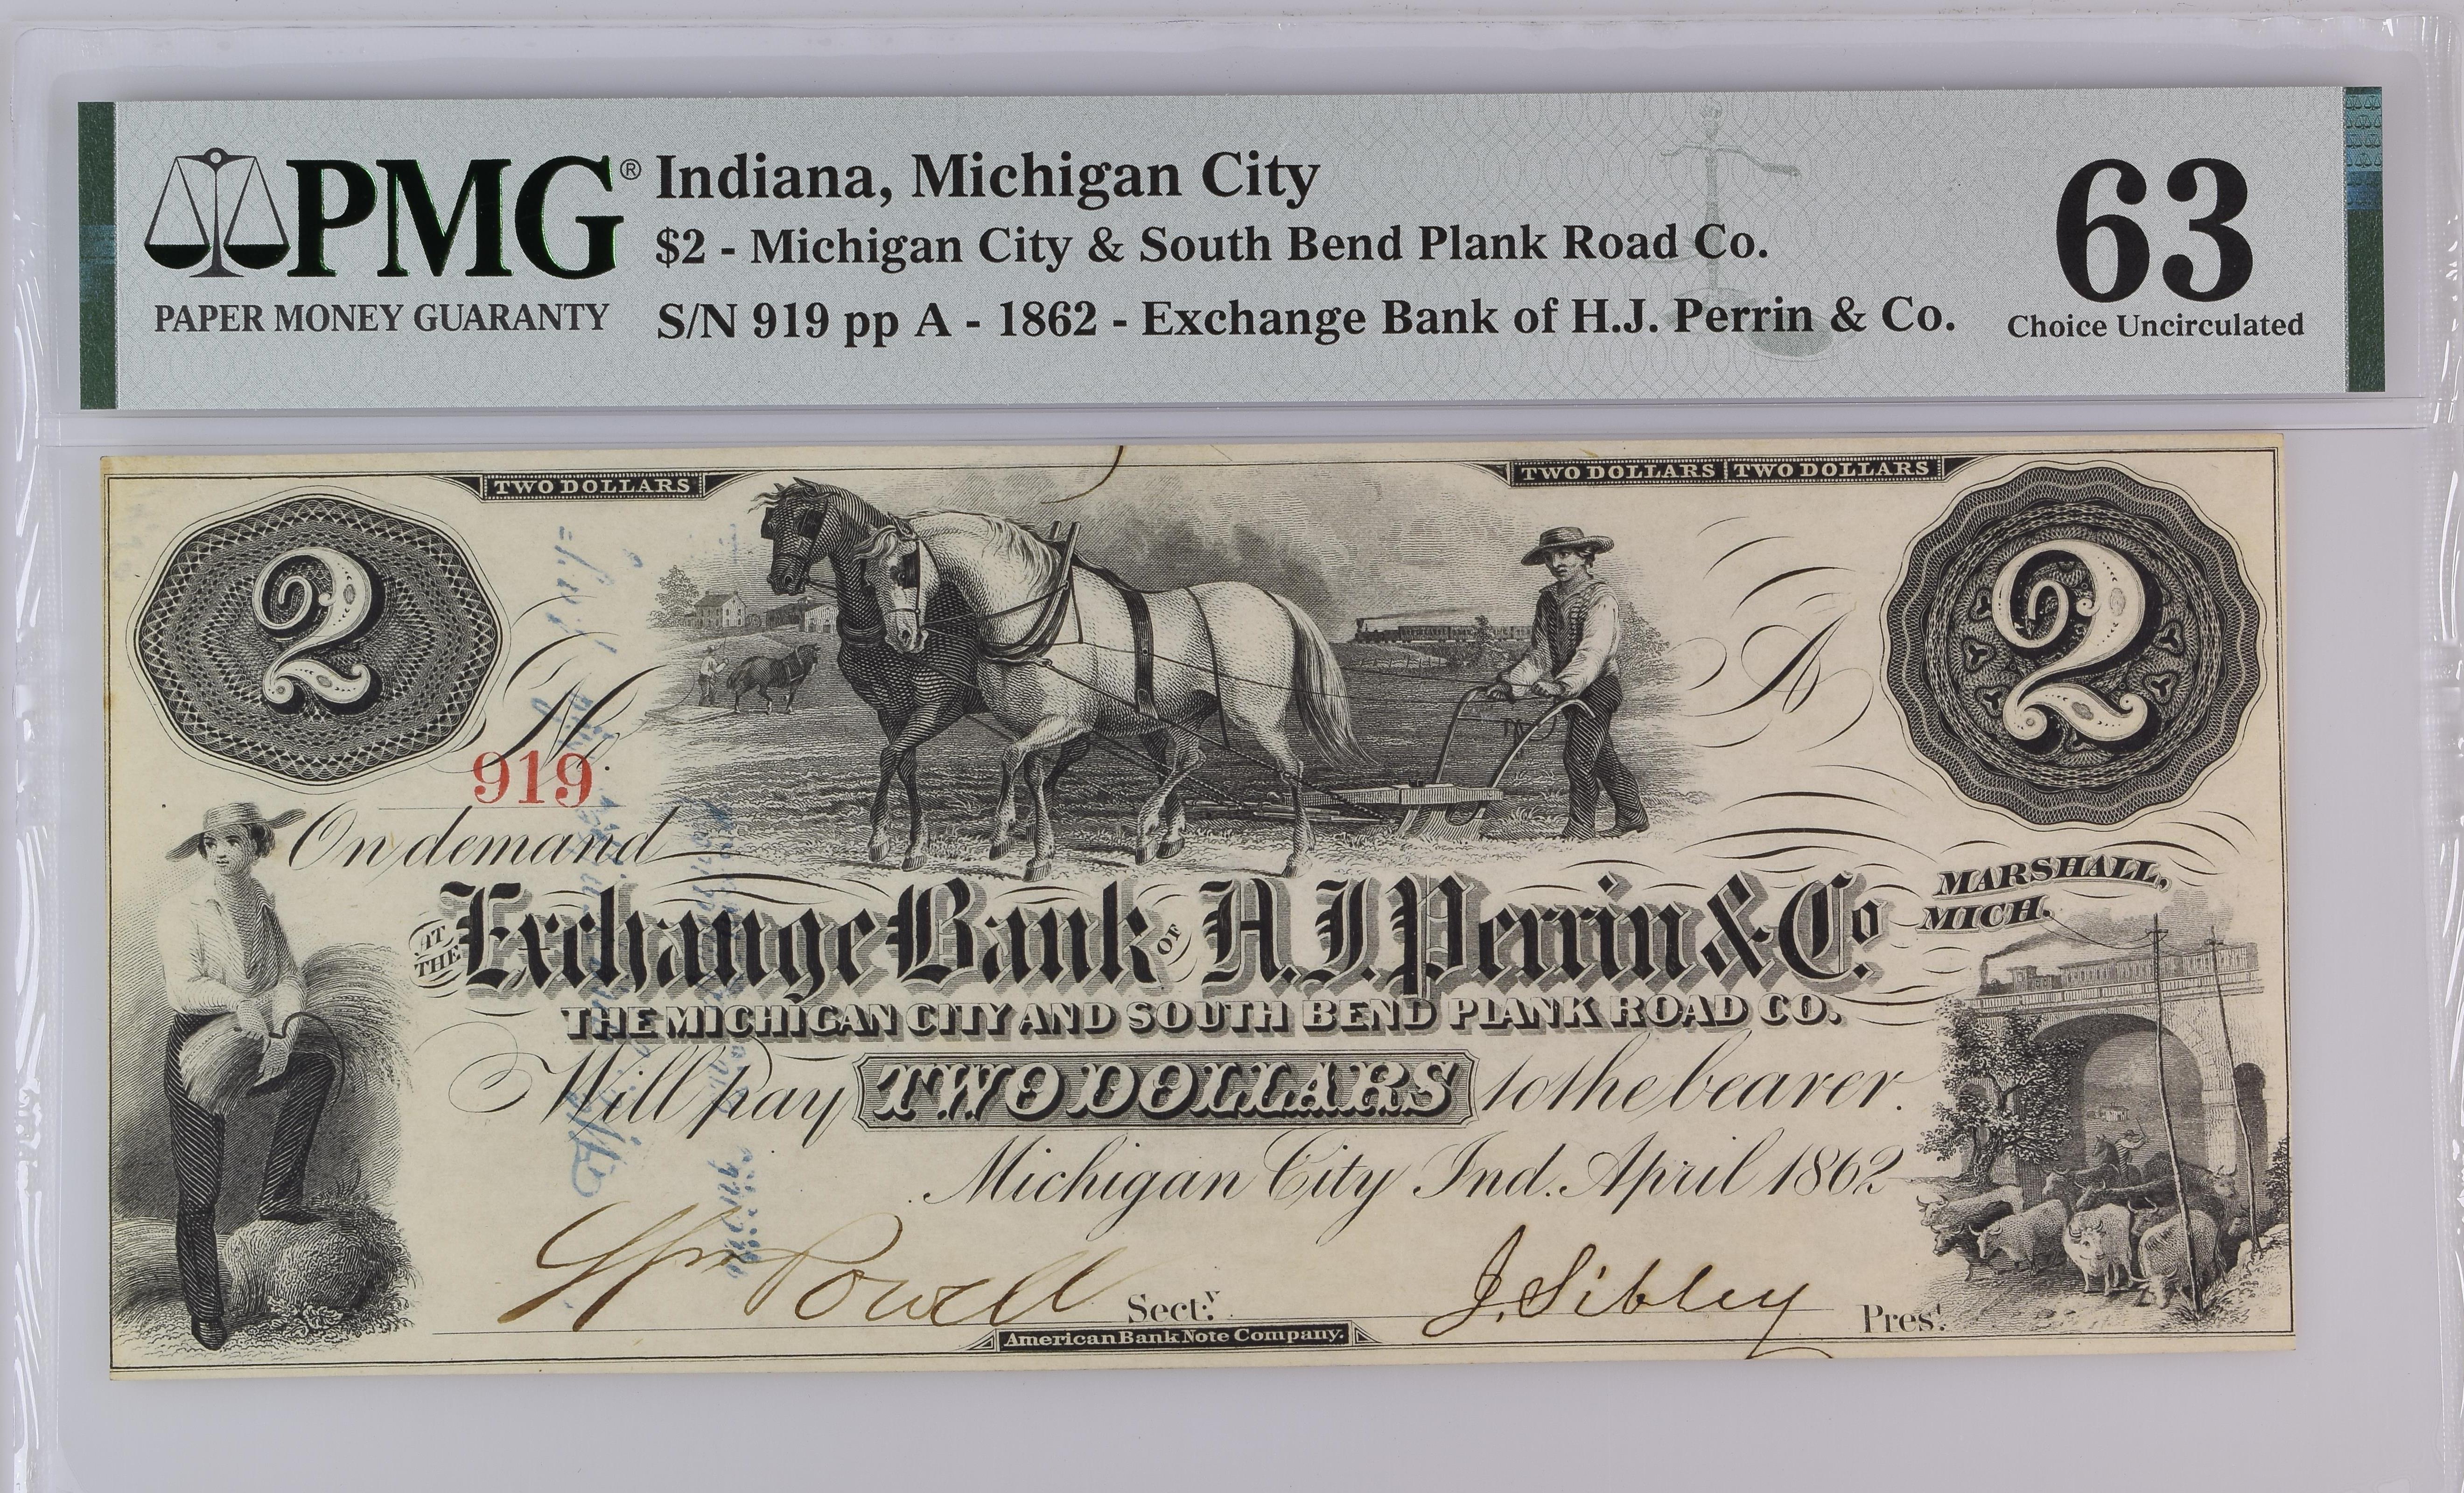 PMG®
PAPER MONEY GUARANTY
Indiana, Michigan City
$2 - Michigan City & South Bend Plank Road Co.
S/N 919 pp A - 1862 - Exchange Bank of H.J. Perrin & Co.
63
Choice Uncirculated
TWO DOLLARS
TWO DOLLARS TWO DOLLARS
2
No.
A
2
919
On demand
AT THE Exchange Bank OF H. J. Perrin & Co.
MARSHALL,
MICH.
THE MICHIGAN CITY AND SOUTH BEND PLANK ROAD CO.
Will pay TWO DOLLARS to the bearer.
Michigan City Ind. April 1862
Wm Powell Sect.y
J. Sibley Pres.t
American Bank Note Company.